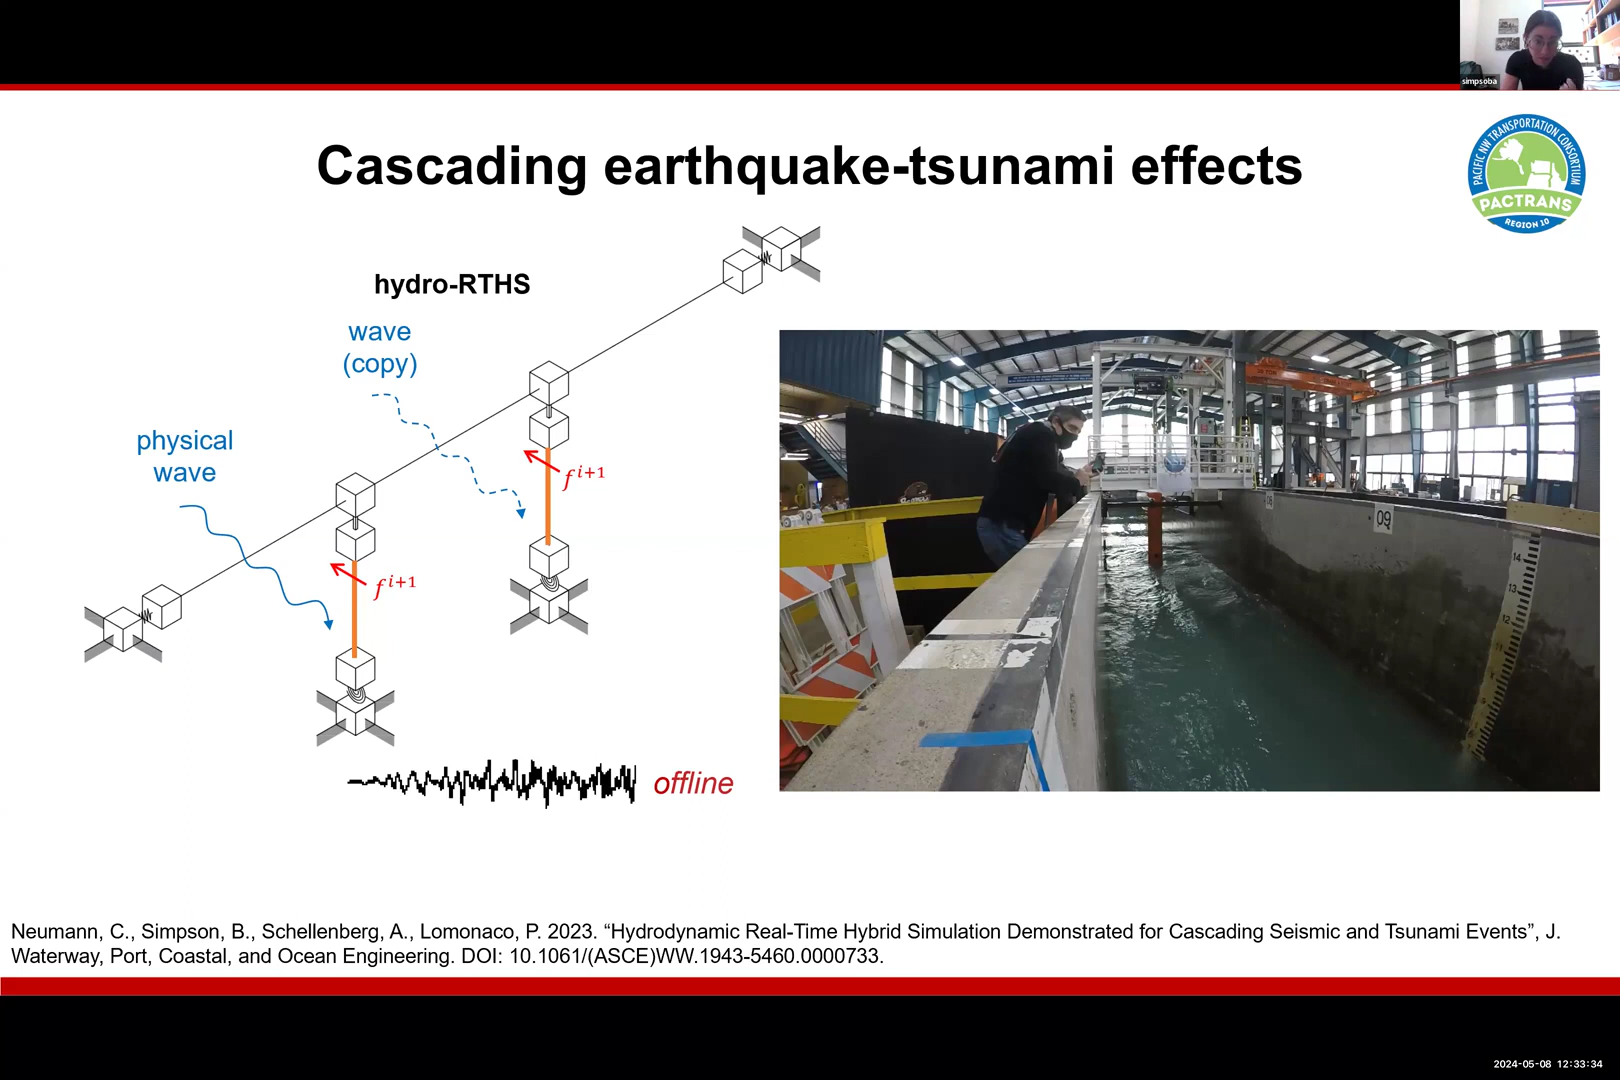 simpsoba
Cascading earthquake-tsunami effects
PACIFIC NW TRANSPORTATION CONSORTIUM
PACTRANS
REGION 10
hydro-RTHS
wave
(copy)
physical
wave
f^{i+1}
f^{i+1}
offline
09
14
13
12
11
Neumann, C., Simpson, B., Schellenberg, A., Lomonaco, P. 2023. “Hydrodynamic Real-Time Hybrid Simulation Demonstrated for Cascading Seismic and Tsunami Events”, J.
Waterway, Port, Coastal, and Ocean Engineering. DOI: 10.1061/(ASCE)WW.1943-5460.0000733.
2024-05-08 12:33:34